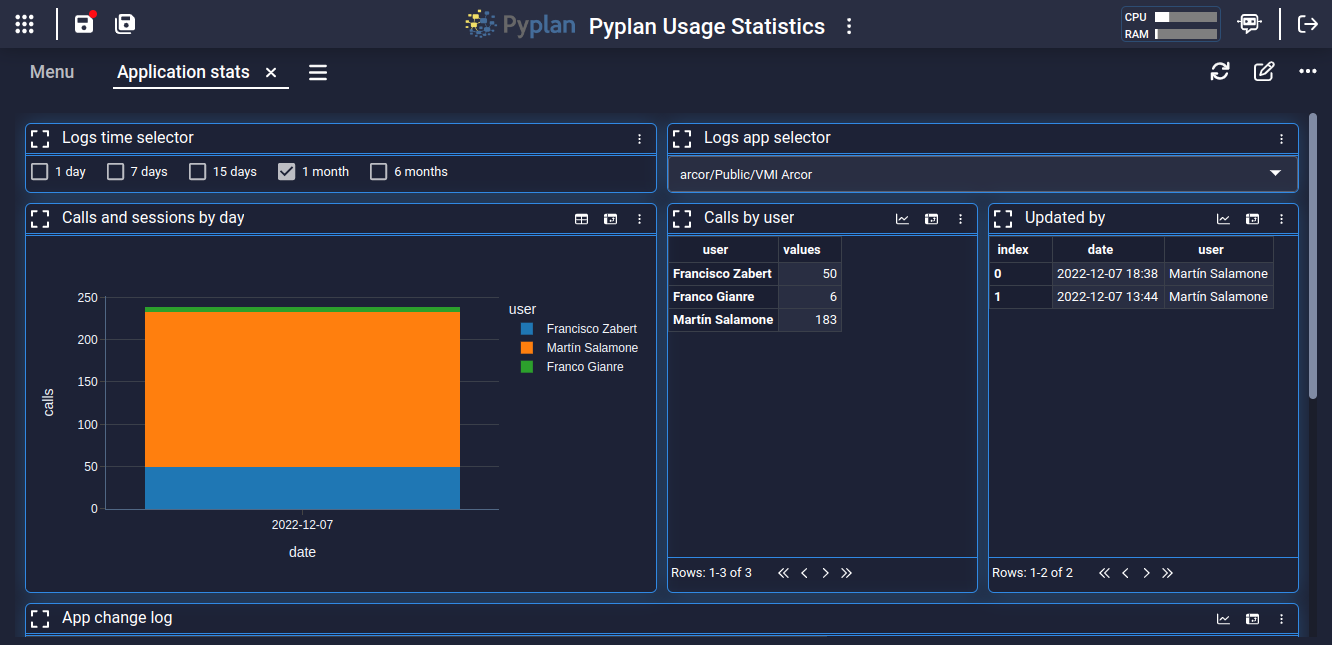 Pyplan Pyplan Usage Statistics
CPU
RAM
Menu
Application stats
Logs time selector
1 day 7 days 15 days 1 month 6 months
Logs app selector
arcor/Public/VMI Arcor
Calls and sessions by day
250
200
150
100
50
0
calls
2022-12-07
date
user
Francisco Zabert
Martín Salamone
Franco Gianre
Calls by user
user values
Francisco Zabert 50
Franco Gianre 6
Martín Salamone 183
Rows: 1-3 of 3
Updated by
index date user
0 2022-12-07 18:38 Martín Salamone
1 2022-12-07 13:44 Martín Salamone
Rows: 1-2 of 2
App change log